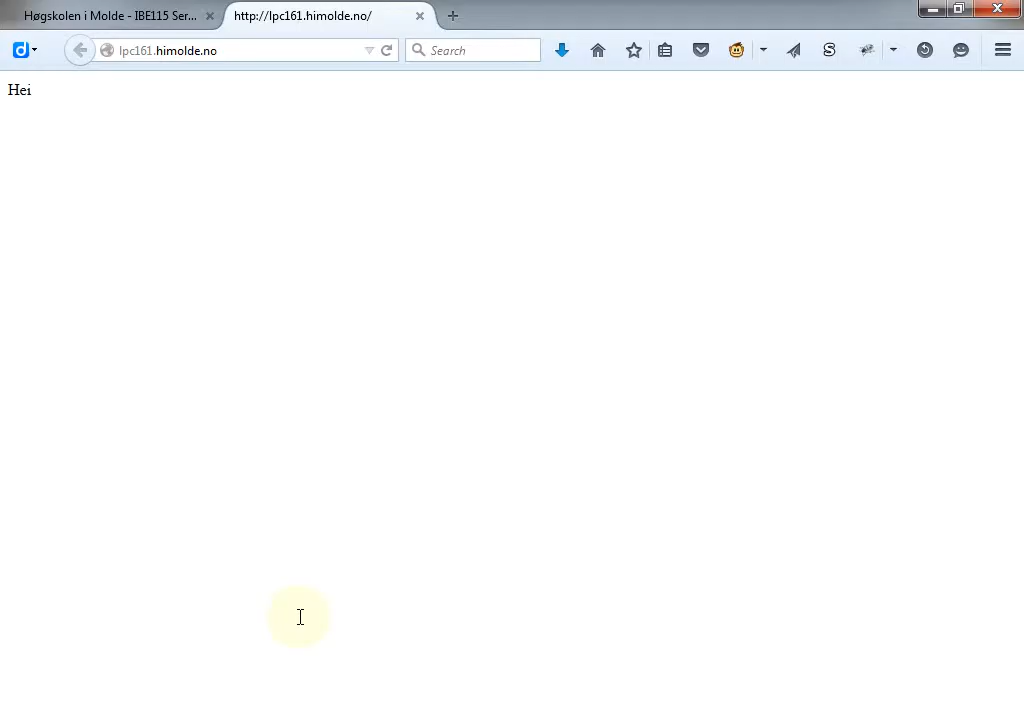 Høgskolen i Molde - IBE115 Ser...
http://lpc161.himolde.no/
lpc161.himolde.no
Search
Hei